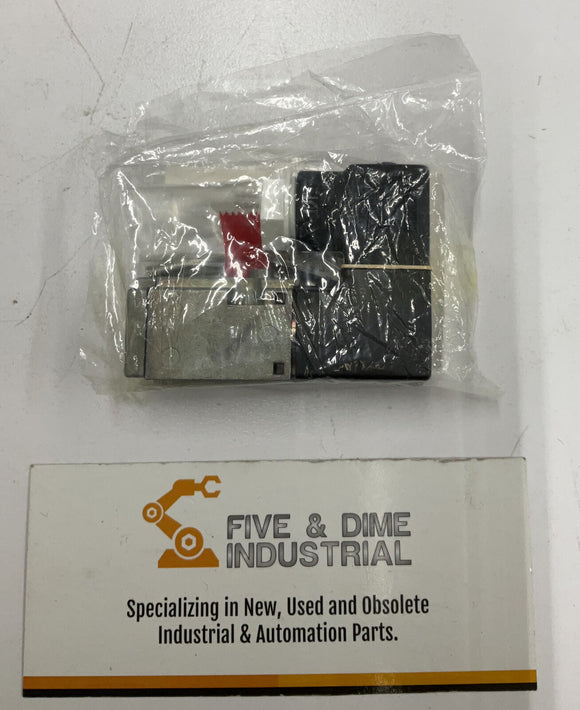 FIVE & DIME
INDUSTRIAL
Specializing in New, Used and Obsolete
Industrial & Automation Parts.